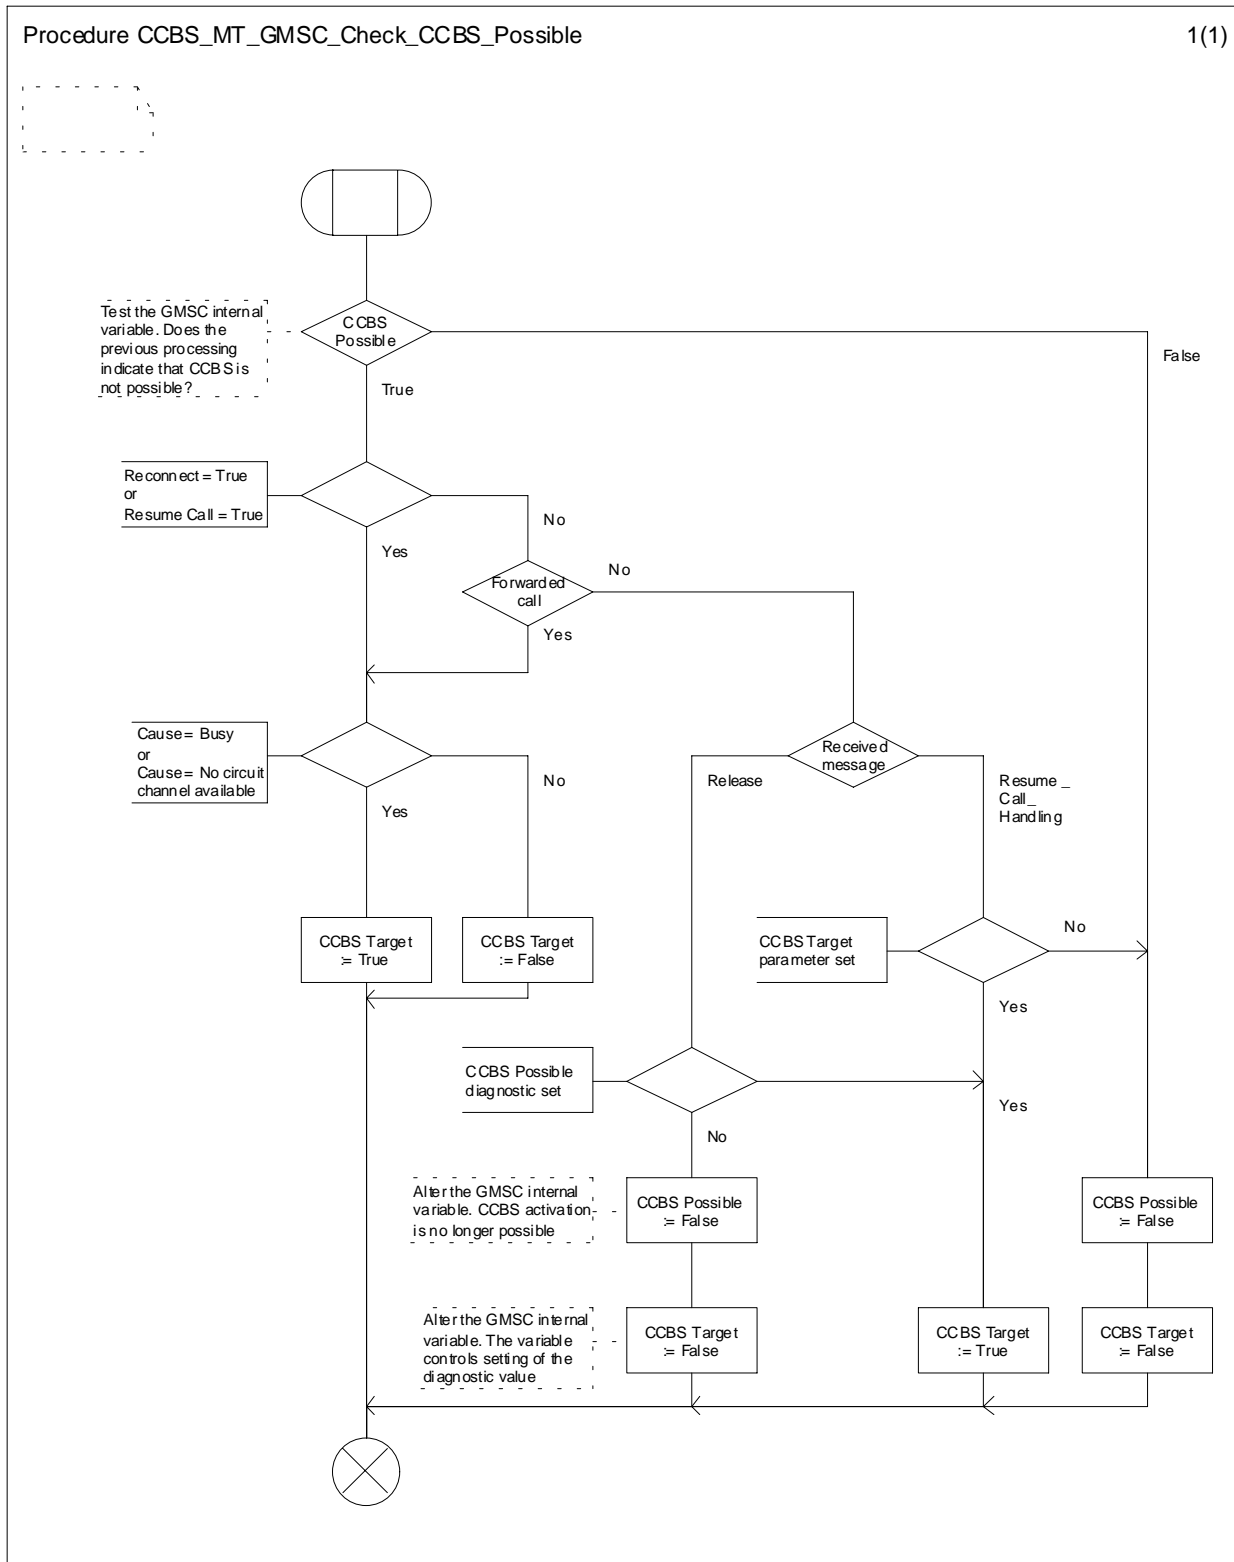 Procedure CCBS_MT_GMSC_Check_CCBS_Possible
1(1)
Test the GMSC internal
variable. Does the
previous processing
indicate that CCBS is
not possible?
CCBS
Possible
False
True
Reconnect = True
or
Resume Call = True
No
Yes
Forwarded
call
No
Yes
Cause= Busy
or
Cause= No circuit
channel available
No
Yes
Received
message
Release
Resume_
Call_
Handling
CCBS Target
:= True
CCBS Target
:= False
CCBS Target
parameter set
No
Yes
CCBS Possible
diagnostic set
Yes
No
Alter the GMSC internal
variable. CCBS activation
is no longer possible
CCBS Possible
:= False
CCBS Possible
:= False
Alter the GMSC internal
variable. The variable
controls setting of the
diagnostic value
CCBS Target
:= False
CCBS Target
:= True
CCBS Target
:= False